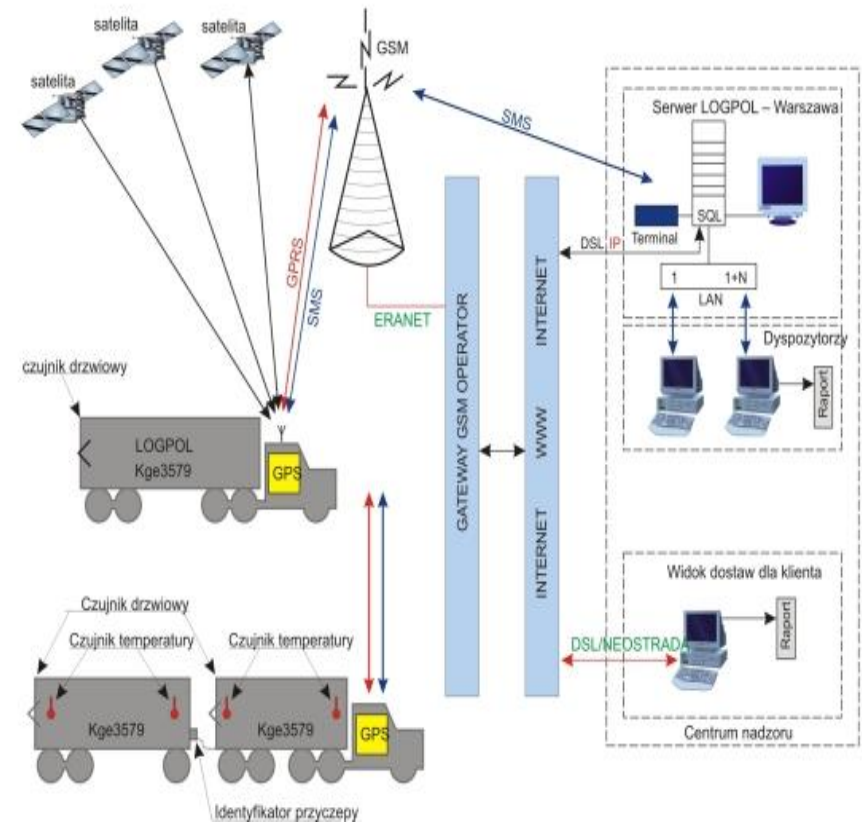 satelita
satelita
satelita
GSM
SMS
GPRS
SMS
ERANET
GATEWAY GSM OPERATOR
INTERNET WWW INTERNET
Serwer LOGPOL – Warszawa
SQL
Terminal
DSL IP
1 1+N
LAN
Dyspozytorzy
Raport
czujnik drzwiowy
LOGPOL
Kge3579
GPS
Czujnik drzwiowy
Czujnik temperatury
Czujnik temperatury
Kge3579
Kge3579
GPS
Identyfikator przyczepy
Widok dostaw dla klienta
Raport
DSL/NEOSTRADA
Centrum nadzoru